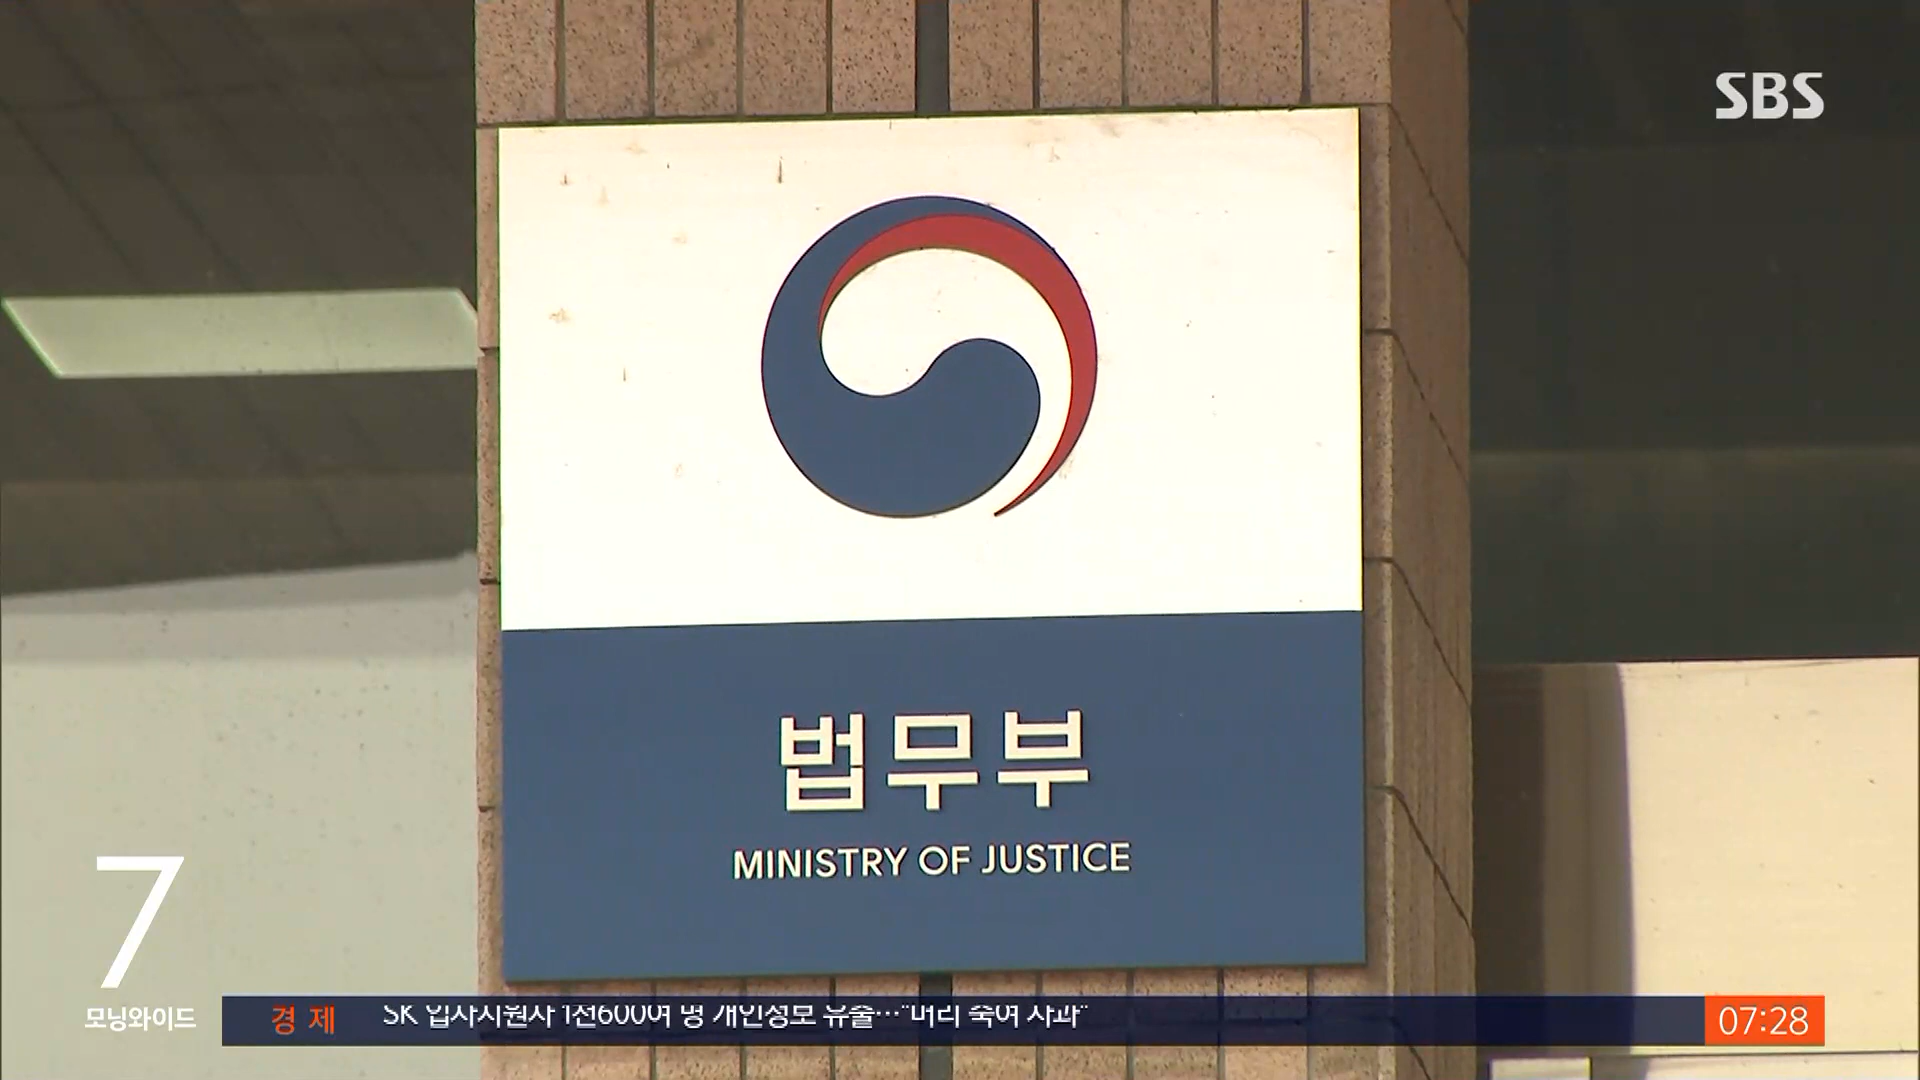 SBS
법무부
MINISTRY OF JUSTICE
7
모닝와이드
경제
SK 입사지원자 1천600여 명 개인정보 유출…"머리 숙여 사과"
07:28